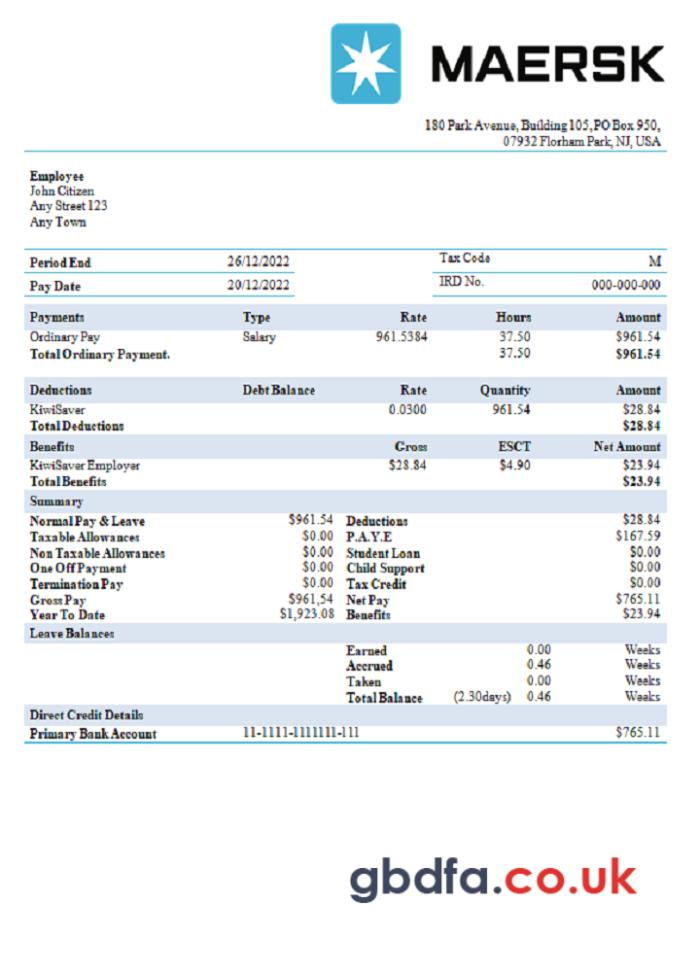 MAERSK
180 Park Avenue, Building 105, PO Box 950,
07932 Florham Park, NJ, USA
Employee
John Citizen
Any Street 123
Any Town
Period End 26/12/2022 Tax Code M
Pay Date 20/12/2022 IRD No. 000-000-000
Payments Type Rate Hours Amount
Ordinary Pay Salary 961.5384 37.50 $961.54
Total Ordinary Payment. 37.50 $961.54
Deductions Debt Balance Rate Quantity Amount
KiwiSaver 0.0300 961.54 $28.84
Total Deductions $28.84
Benefits Gross ESCT Net Amount
KiwiSaver Employer $28.84 $4.90 $23.94
Total Benefits $23.94
Summary
Normal Pay & Leave $961.54 Deductions $28.84
Taxable Allowances $0.00 P.A.Y.E $167.59
Non Taxable Allowances $0.00 Student Loan $0.00
One Off Payment $0.00 Child Support $0.00
Termination Pay $0.00 Tax Credit $0.00
Gross Pay $961,54 Net Pay $765.11
Year To Date $1,923.08 Benefits $23.94
Leave Balances
Earned 0.00 Weeks
Accrued 0.46 Weeks
Taken 0.00 Weeks
Total Balance (2.30days) 0.46 Weeks
Direct Credit Details
Primary Bank Account 11-1111-1111111-111 $765.11
gbdfa.co.uk